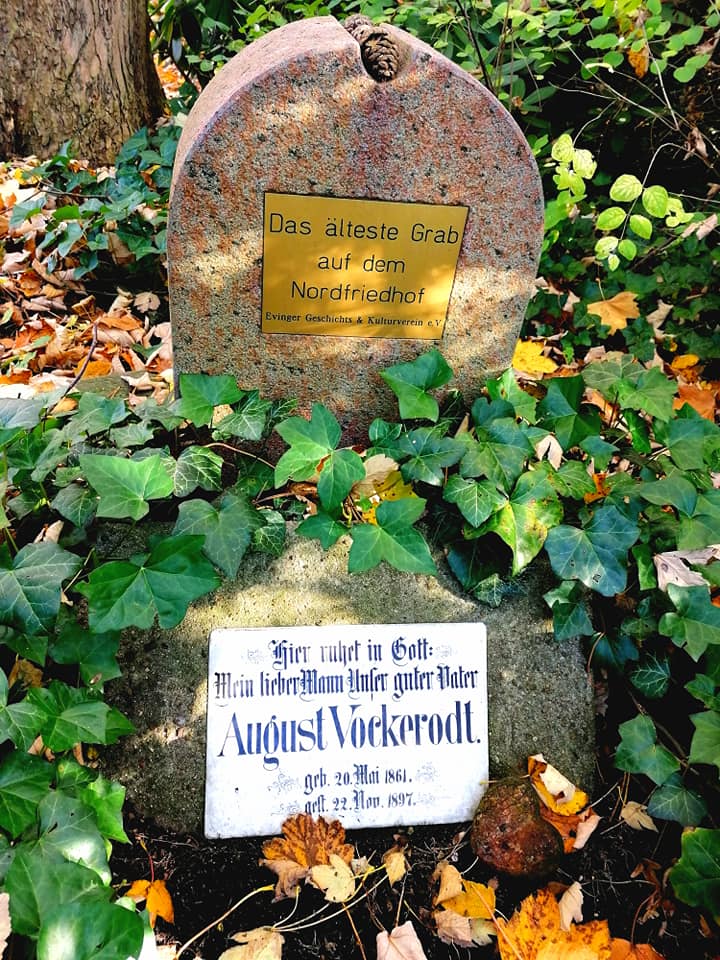 Das älteste Grab
auf dem
Nordfriedhof
Evinger Geschichts & Kulturverein e.V
Hier ruhet in Gott:
Mein lieber Mann Unser guter Vater
August Vockerodt.
geb. 20. Mai 1861.
gest. 22. Nov. 1897.